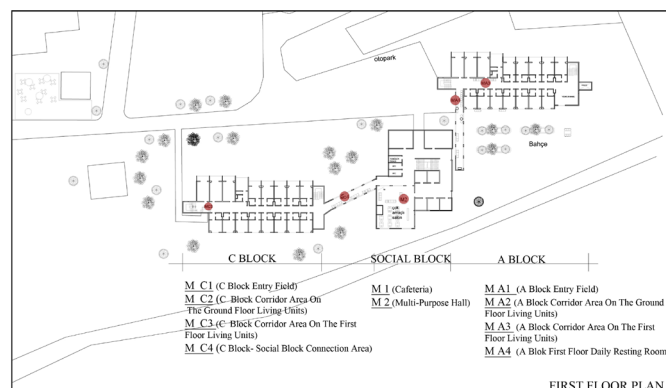 otopark
Bahçe
çok
amaçlı
salon
C BLOCK
SOCIAL BLOCK
A BLOCK
M C1 (C Block Entry Field)
M C2 (C Block Corridor Area On
The Ground Floor Living Units)
M C3 (C Block Corridor Area On The First
Floor Living Units)
M C4 (C Block- Social Block Connection Area)
M 1 (Cafeteria)
M 2 (Multi-Purpose Hall)
M A1 (A Block Entry Field)
M A2 (A Block Corridor Area On The Ground
Floor Living Units)
M A3 (A Block Corridor Area On The First
Floor Living Units)
M A4 (A Blok First Floor Daily Resting Room
FIRST FLOOR PLAN